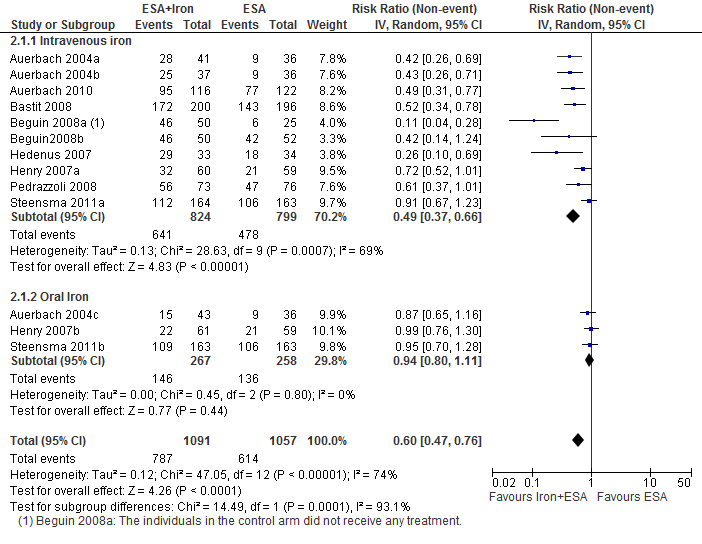 ESA+Iron ESA Risk Ratio (Non-event) Risk Ratio (Non-event)
Study or Subgroup Events Total Events Total Weight IV, Random, 95% CI IV, Random, 95% CI
2.1.1 Intravenous iron
Auerbach 2004a 28 41 9 36 7.8% 0.42 [0.26, 0.69]
Auerbach 2004b 25 37 9 36 8.2% 0.43 [0.26, 0.71]
Auerbach 2010 95 116 77 122 8.4% 0.49 [0.31, 0.77]
Bastit 2008 172 200 143 196 8.6% 0.52 [0.34, 0.78]
Beguin 2008a (1) 46 50 6 25 4.0% 0.11 [0.04, 0.28]
Beguin2008b 46 50 42 52 3.3% 0.42 [0.14, 1.24]
Hedenus 2007 29 33 18 34 3.8% 0.26 [0.10, 0.69]
Henry 2007a 32 60 21 59 9.2% 0.72 [0.52, 1.01]
Pedrazzoli 2008 56 73 47 76 7.4% 0.61 [0.37, 1.01]
Steensma 2011a 112 164 106 163 9.7% 0.91 [0.67, 1.23]
Subtotal (95% CI) 824 799 70.2% 0.49 [0.37, 0.66]
Total events 641 478
Heterogeneity: Tau² = 0.13; Chi² = 28.63, df = 9 (P = 0.0007); I² = 69%
Test for overall effect: Z = 4.83 (P < 0.00001)
2.1.2 Oral Iron
Auerbach 2004c 15 43 9 36 9.9% 0.87 [0.65, 1.16]
Henry 2007b 22 61 21 59 10.1% 0.99 [0.76, 1.30]
Steensma 2011b 109 163 106 163 9.8% 0.95 [0.70, 1.28]
Subtotal (95% CI) 267 258 29.8% 0.94 [0.80, 1.11]
Total events 146 136
Heterogeneity: Tau² = 0.00; Chi² = 0.45, df = 2 (P = 0.80); I² = 0%
Test for overall effect: Z = 0.77 (P = 0.44)
Total (95% CI) 1091 1057 100.0% 0.60 [0.47, 0.76]
Total events 787 614
Heterogeneity: Tau² = 0.12; Chi² = 47.05, df = 12 (P < 0.00001); I² = 74%
Test for overall effect: Z = 4.26 (P < 0.0001)
Test for subgroup differences: Chi² = 14.49, df = 1 (P = 0.0001), I² = 93.1%
0.02 0.1 1 10 50
Favours Iron+ESA Favours ESA
(1) Beguin 2008a: The individuals in the control arm did not receive any treatment.